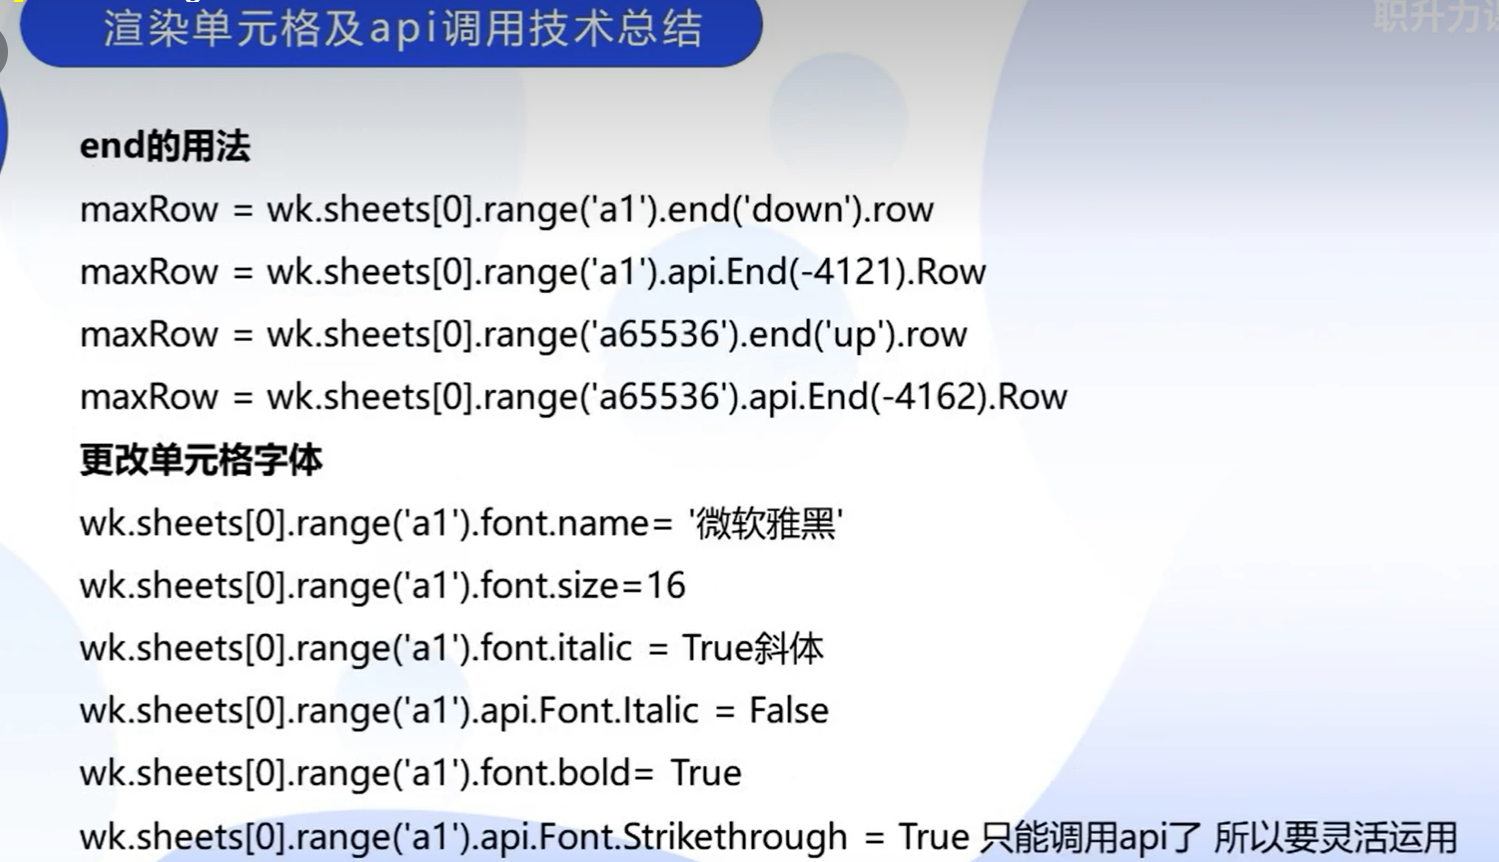 渲染单元格及api调用技术总结
职升力
end的用法
maxRow = wk.sheets[0].range('a1').end('down').row
maxRow = wk.sheets[0].range('a1').api.End(-4121).Row
maxRow = wk.sheets[0].range('a65536').end('up').row
maxRow = wk.sheets[0].range('a65536').api.End(-4162).Row
更改单元格字体
wk.sheets[0].range('a1').font.name= '微软雅黑'
wk.sheets[0].range('a1').font.size=16
wk.sheets[0].range('a1').font.italic = True斜体
wk.sheets[0].range('a1').api.Font.Italic = False
wk.sheets[0].range('a1').font.bold= True
wk.sheets[0].range('a1').api.Font.Strikethrough = True 只能调用api了 所以要灵活运用